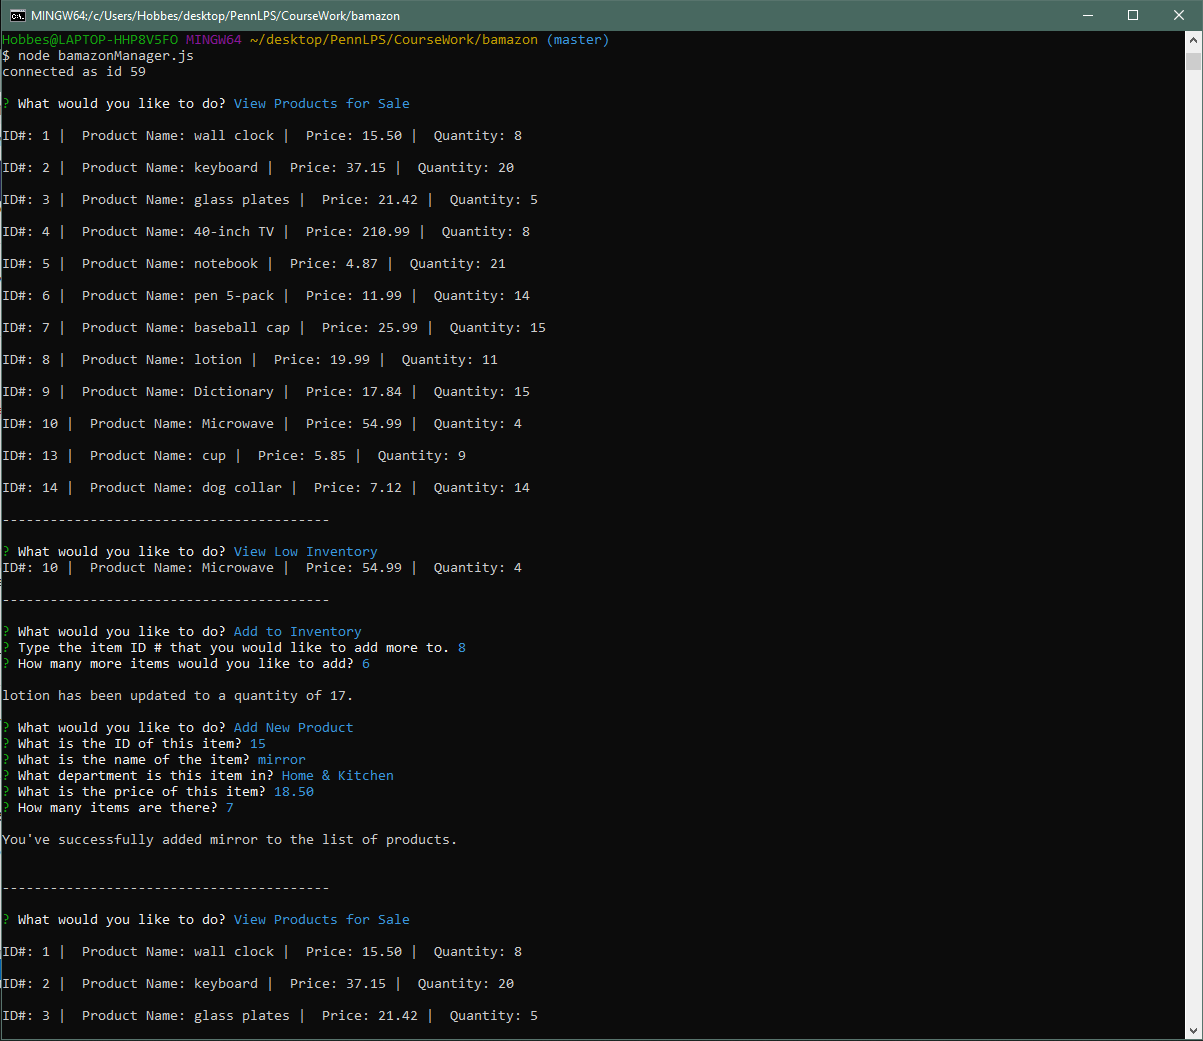 MINGW64:/c/Users/Hobbes/desktop/PennLPS/CourseWork/bamazon
Hobbes@LAPTOP-HHP8V5FO MINGW64 ~/desktop/PennLPS/CourseWork/bamazon (master)
$ node bamazonManager.js
connected as id 59
? What would you like to do? View Products for Sale
ID#: 1 |  Product Name: wall clock |  Price: 15.50 |  Quantity: 8
ID#: 2 |  Product Name: keyboard |  Price: 37.15 |  Quantity: 20
ID#: 3 |  Product Name: glass plates |  Price: 21.42 |  Quantity: 5
ID#: 4 |  Product Name: 40-inch TV |  Price: 210.99 |  Quantity: 8
ID#: 5 |  Product Name: notebook |  Price: 4.87 |  Quantity: 21
ID#: 6 |  Product Name: pen 5-pack |  Price: 11.99 |  Quantity: 14
ID#: 7 |  Product Name: baseball cap |  Price: 25.99 |  Quantity: 15
ID#: 8 |  Product Name: lotion |  Price: 19.99 |  Quantity: 11
ID#: 9 |  Product Name: Dictionary |  Price: 17.84 |  Quantity: 15
ID#: 10 |  Product Name: Microwave |  Price: 54.99 |  Quantity: 4
ID#: 13 |  Product Name: cup |  Price: 5.85 |  Quantity: 9
ID#: 14 |  Product Name: dog collar |  Price: 7.12 |  Quantity: 14
-----------------------------------------
? What would you like to do? View Low Inventory
ID#: 10 |  Product Name: Microwave |  Price: 54.99 |  Quantity: 4
-----------------------------------------
? What would you like to do? Add to Inventory
? Type the item ID # that you would like to add more to. 8
? How many more items would you like to add? 6
lotion has been updated to a quantity of 17.
? What would you like to do? Add New Product
? What is the ID of this item? 15
? What is the name of the item? mirror
? What department is this item in? Home & Kitchen
? What is the price of this item? 18.50
? How many items are there? 7
You've successfully added mirror to the list of products.
-----------------------------------------
? What would you like to do? View Products for Sale
ID#: 1 |  Product Name: wall clock |  Price: 15.50 |  Quantity: 8
ID#: 2 |  Product Name: keyboard |  Price: 37.15 |  Quantity: 20
ID#: 3 |  Product Name: glass plates |  Price: 21.42 |  Quantity: 5